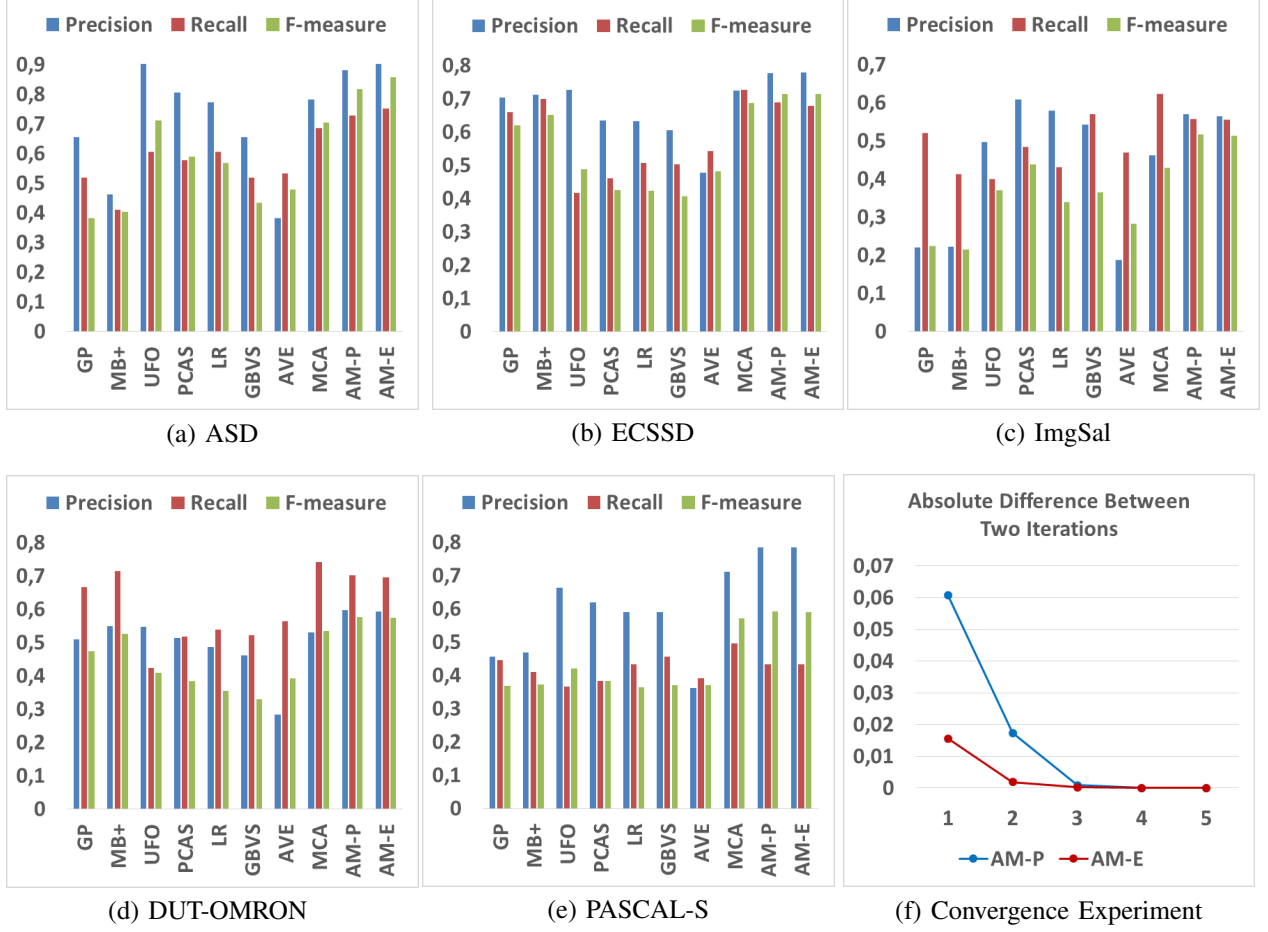 Precision Recall F-measure
0,9
0,8
0,7
0,6
0,5
0,4
0,3
0,2
0,1
0
GP MB+ UFO PCAS LR GBVS AVE MCA AM-P AM-E
(a) ASD
Precision Recall F-measure
0,8
0,7
0,6
0,5
0,4
0,3
0,2
0,1
0
GP MB+ UFO PCAS LR GBVS AVE MCA AM-P AM-E
(b) ECSSD
Precision Recall F-measure
0,7
0,6
0,5
0,4
0,3
0,2
0,1
0
GP MB+ UFO PCAS LR GBVS AVE MCA AM-P AM-E
(c) ImgSal
Precision Recall F-measure
0,8
0,7
0,6
0,5
0,4
0,3
0,2
0,1
0
GP MB+ UFO PCAS LR GBVS AVE MCA AM-P AM-E
(d) DUT-OMRON
Precision Recall F-measure
0,8
0,7
0,6
0,5
0,4
0,3
0,2
0,1
0
GP MB+ UFO PCAS LR GBVS AVE MCA AM-P AM-E
(e) PASCAL-S
Absolute Difference Between
Two Iterations
0,07
0,06
0,05
0,04
0,03
0,02
0,01
0
1 2 3 4 5
AM-P AM-E
(f) Convergence Experiment